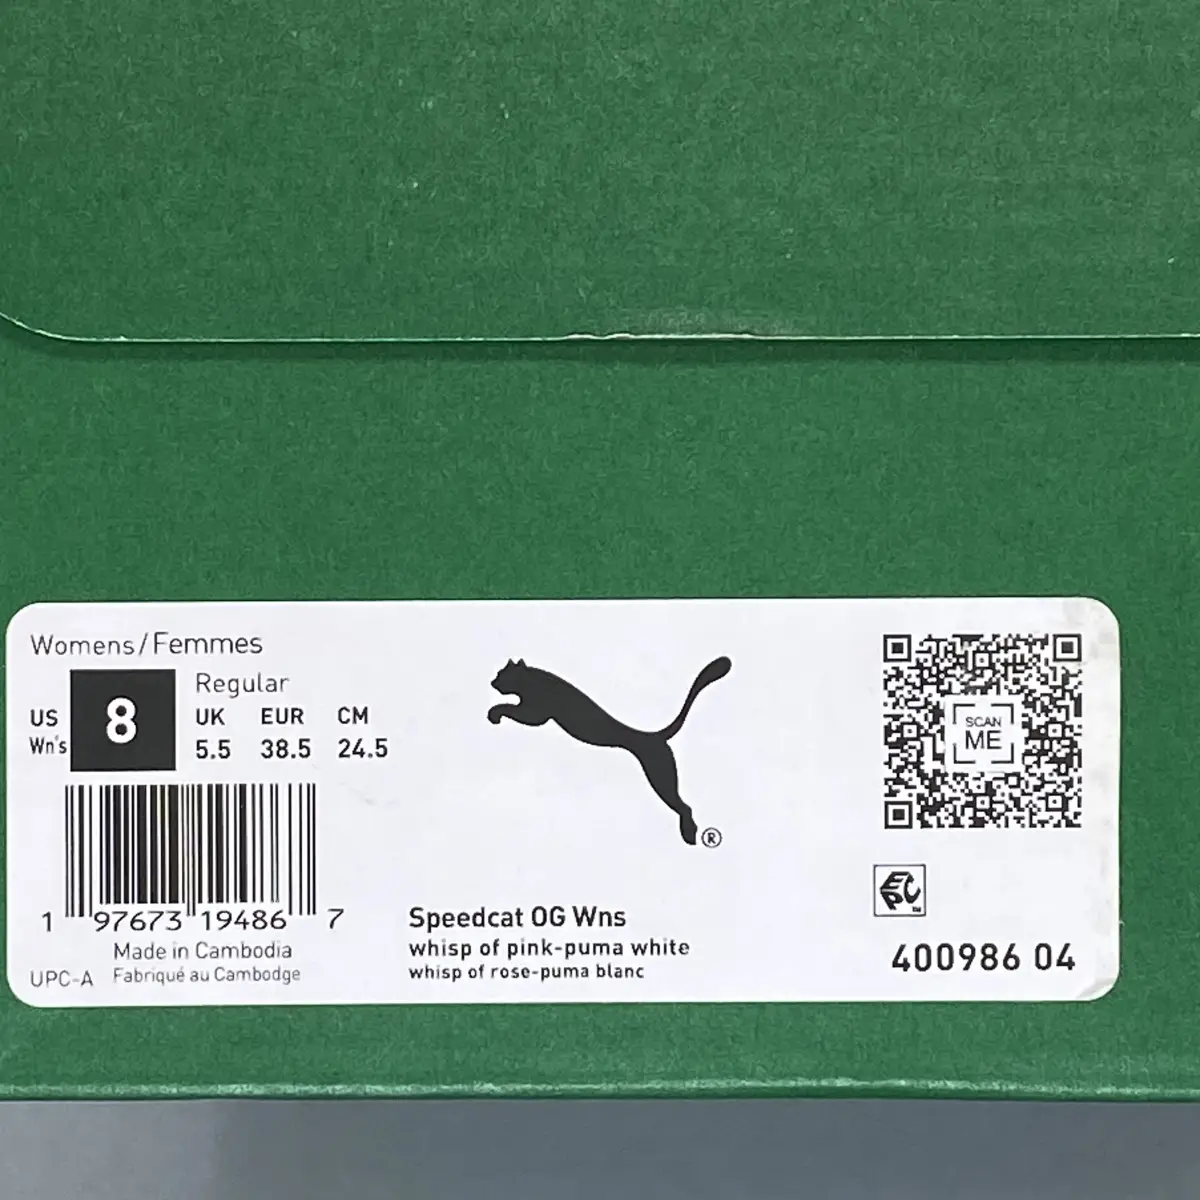 Womens/Femmes
US
Wn's
8
Regular
UK EUR CM
5.5 38.5 24.5
1 97673 19486 7
Made in Cambodia
UPC-A Fabriqué au Cambodge
®
Speedcat OG Wns
whisp of pink-puma white
whisp of rose-puma blanc
SCAN
ME
EPC
™
400986 04